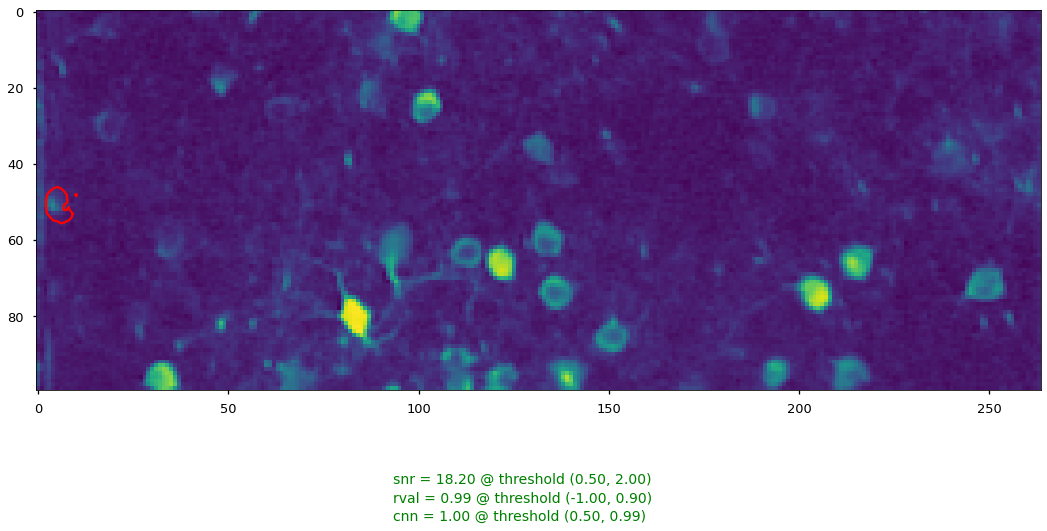 0
20
40
60
80
0 50 100 150 200 250
snr = 18.20 @ threshold (0.50, 2.00)
rval = 0.99 @ threshold (-1.00, 0.90)
cnn = 1.00 @ threshold (0.50, 0.99)